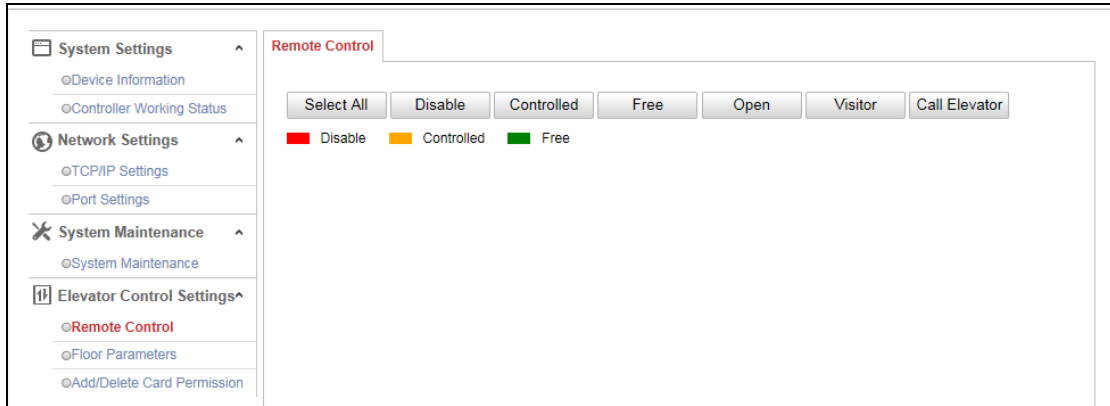 System Settings
Device Information
Controller Working Status
Network Settings
TCP/IP Settings
Port Settings
System Maintenance
System Maintenance
Elevator Control Settings
Remote Control
Floor Parameters
Add/Delete Card Permission
Remote Control
Select All Disable Controlled Free Open Visitor Call Elevator
Disable Controlled Free